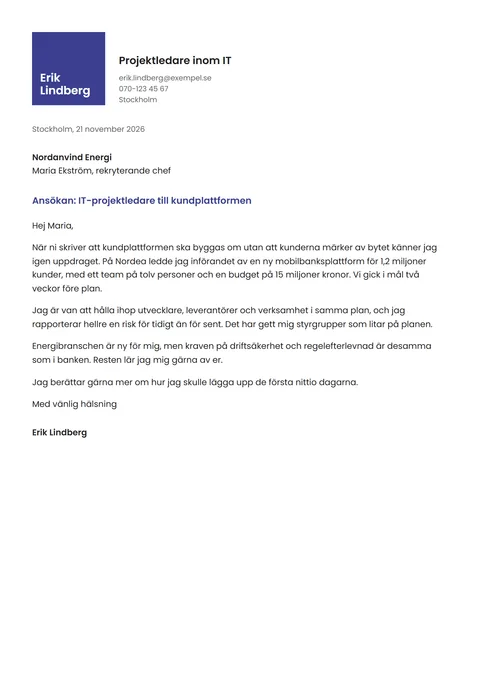 Erik
Lindberg
Projektledare inom IT
erik.lindberg@exempel.se
070-123 45 67
Stockholm
Stockholm, 21 november 2026
Nordanvind Energi
Maria Ekström, rekryterande chef
Ansökan: IT-projektledare till kundplattformen
Hej Maria,
När ni skriver att kundplattformen ska byggas om utan att kunderna märker av bytet känner jag
igen uppdraget. På Nordea ledde jag införandet av en ny mobilbanksplattform för 1,2 miljoner
kunder, med ett team på tolv personer och en budget på 15 miljoner kronor. Vi gick i mål två
veckor före plan.
Jag är van att hålla ihop utvecklare, leverantörer och verksamhet i samma plan, och jag
rapporterar hellre en risk för tidigt än för sent. Det har gett mig styrgrupper som litar på planen.
Energibranschen är ny för mig, men kraven på driftsäkerhet och regelefterlevnad är desamma
som i banken. Resten lär jag mig gärna av er.
Jag berättar gärna mer om hur jag skulle lägga upp de första nittio dagarna.
Med vänlig hälsning
Erik Lindberg